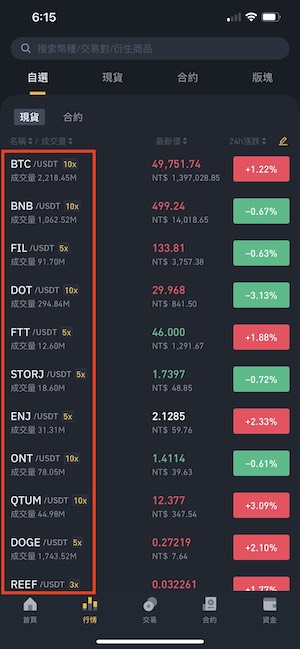 6:15
搜索幣種/交易對/衍生商品
自選 現貨 合約 版塊
現貨 合約
名稱 / 成交量 最新價 24h漲跌
BTC /USDT 10x 49,751.74 +1.22%
成交量 2,218.45M NT$ 1,397,028.85
BNB /USDT 10x 499.24 −0.67%
成交量 1,062.52M NT$ 14,018.65
FIL /USDT 5x 133.81 −0.63%
成交量 91.70M NT$ 3,757.38
DOT /USDT 10x 29.968 −3.13%
成交量 294.84M NT$ 841.50
FTT /USDT 5x 46.000 +1.88%
成交量 12.60M NT$ 1,291.67
STORJ /USDT 5x 1.7397 −0.72%
成交量 18.60M NT$ 48.85
ENJ /USDT 5x 2.1285 +2.33%
成交量 31.31M NT$ 59.76
ONT /USDT 10x 1.4114 −0.61%
成交量 78.05M NT$ 39.63
QTUM /USDT 10x 12.377 +3.09%
成交量 44.98M NT$ 347.54
DOGE /USDT 5x 0.27219 +2.10%
成交量 1,743.52M NT$ 7.64
REEF /USDT 3x 0.032261 +1.77%
首頁 行情 交易 合約 資金